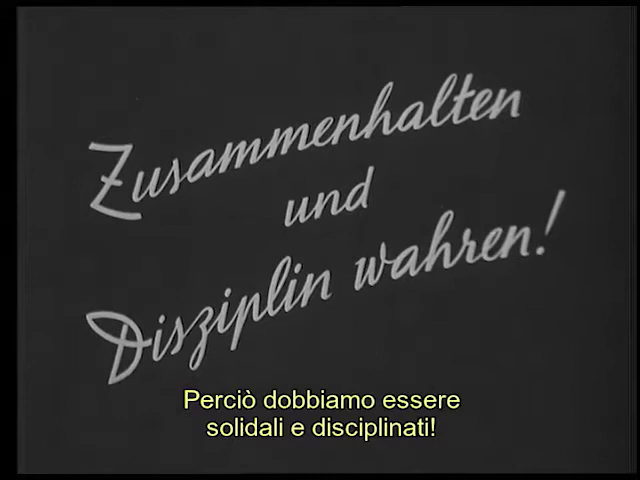 Zusammenhalten
und
Disziplin wahren!
Perciò dobbiamo essere
solidali e disciplinati!